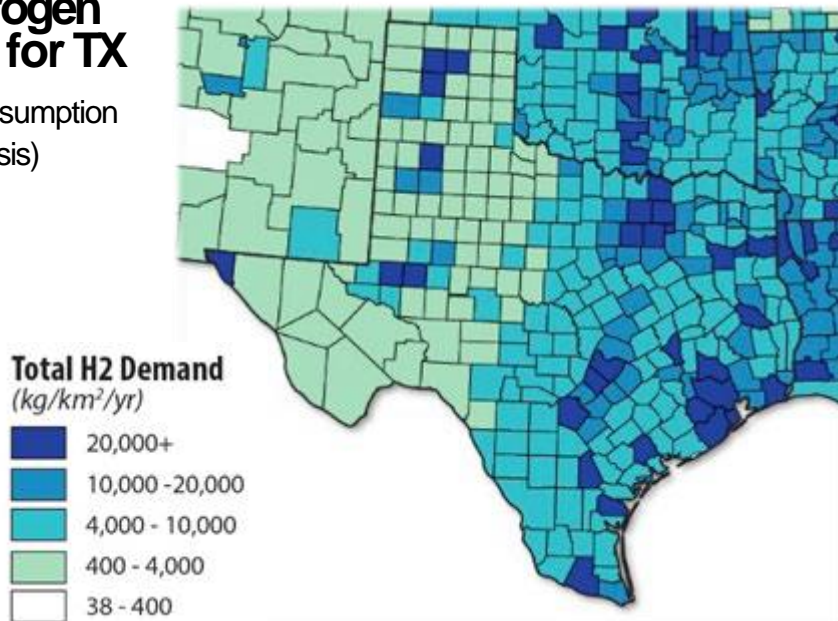 rogen
for TX
sumption
sis)
Total H2 Demand
(kg/km²/yr)
20,000+
10,000 -20,000
4,000 - 10,000
400 - 4,000
38 - 400